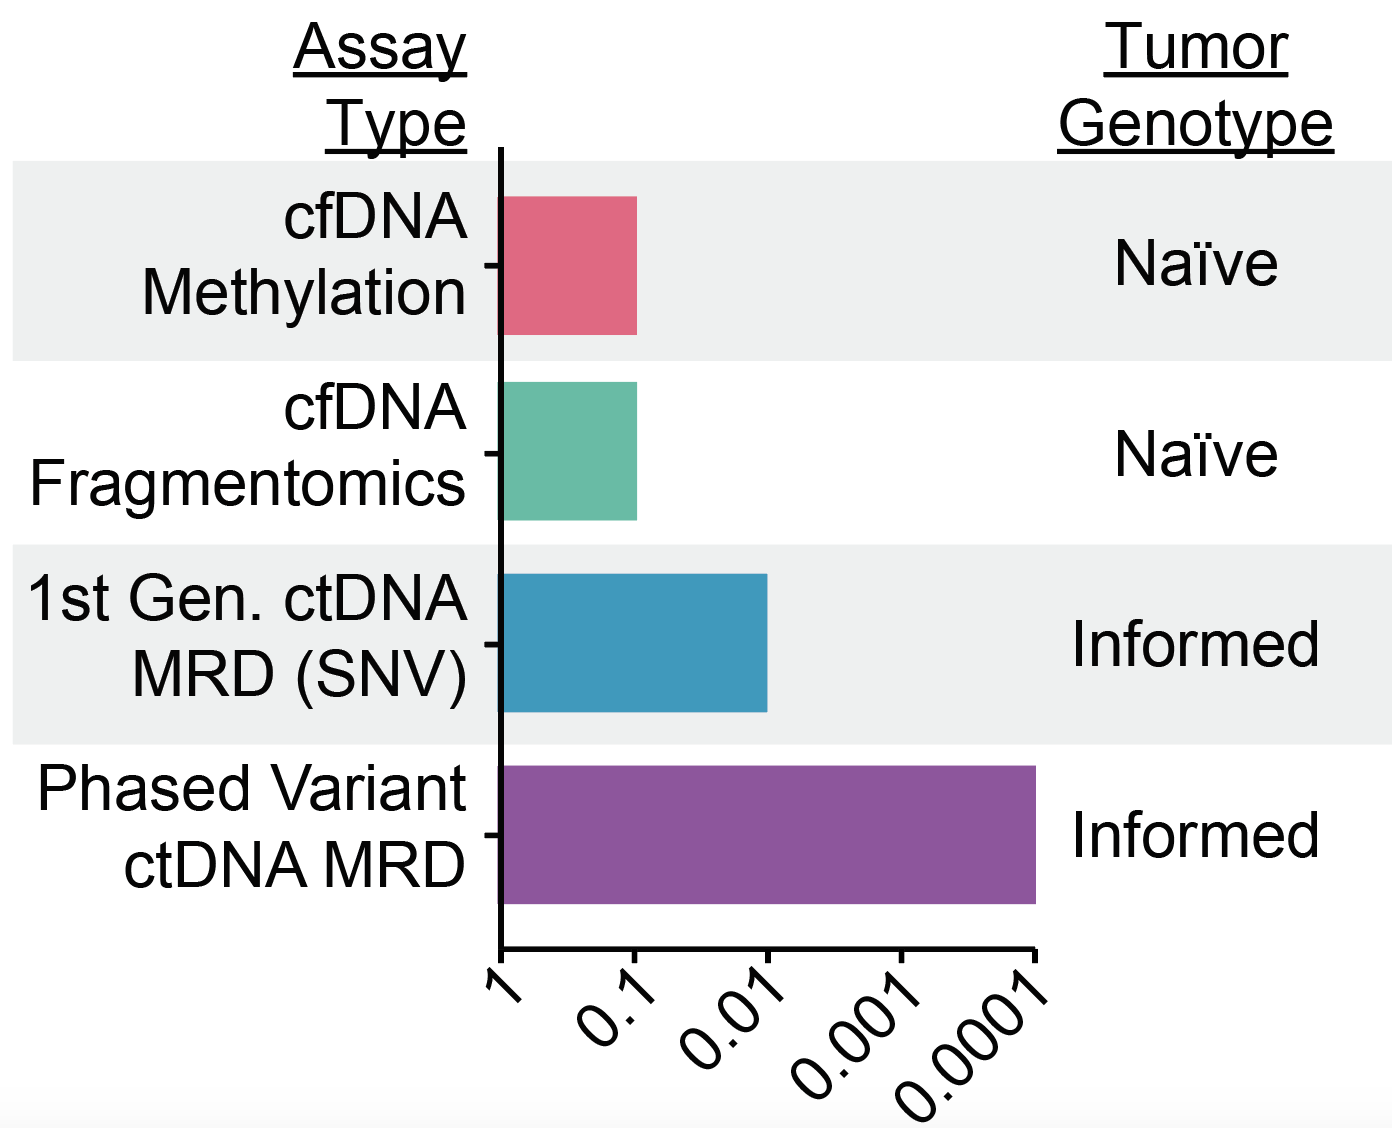 Assay
Type
Tumor
Genotype
cfDNA
Methylation
Naïve
cfDNA
Fragmentomics
Naïve
1st Gen. ctDNA
MRD (SNV)
Informed
Phased Variant
ctDNA MRD
Informed
1
0.1
0.01
0.001
0.0001